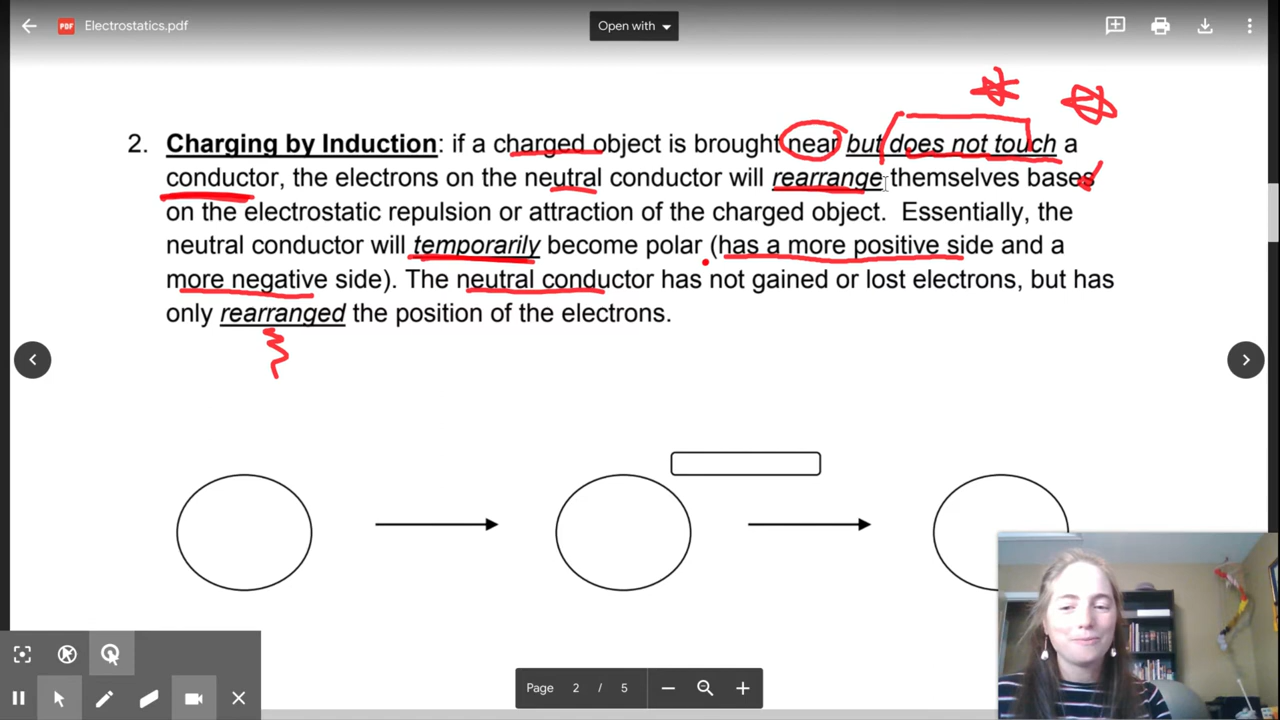 Electrostatics.pdf
Open with
2. Charging by Induction: if a charged object is brought near but does not touch a
conductor, the electrons on the neutral conductor will rearrange themselves bases
on the electrostatic repulsion or attraction of the charged object. Essentially, the
neutral conductor will temporarily become polar (has a more positive side and a
more negative side). The neutral conductor has not gained or lost electrons, but has
only rearranged the position of the electrons.
Page 2 / 5